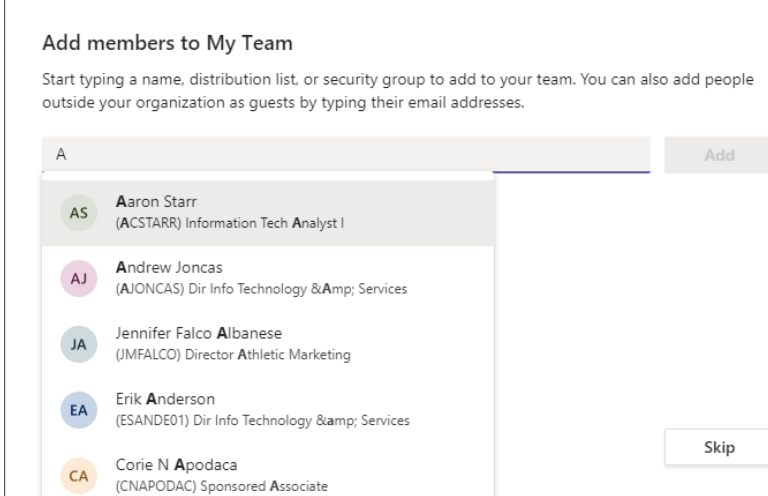 Add members to My Team
Start typing a name, distribution list, or security group to add to your team. You can also add people
outside your organization as guests by typing their email addresses.
A
Add
AS
Aaron Starr
(ACSTARR) Information Tech Analyst I
AJ
Andrew Joncas
(AJONCAS) Dir Info Technology &Amp; Services
JA
Jennifer Falco Albanese
(JMFALCO) Director Athletic Marketing
EA
Erik Anderson
(ESANDE01) Dir Info Technology &amp; Services
Skip
CA
Corie N Apodaca
(CNAPODAC) Sponsored Associate